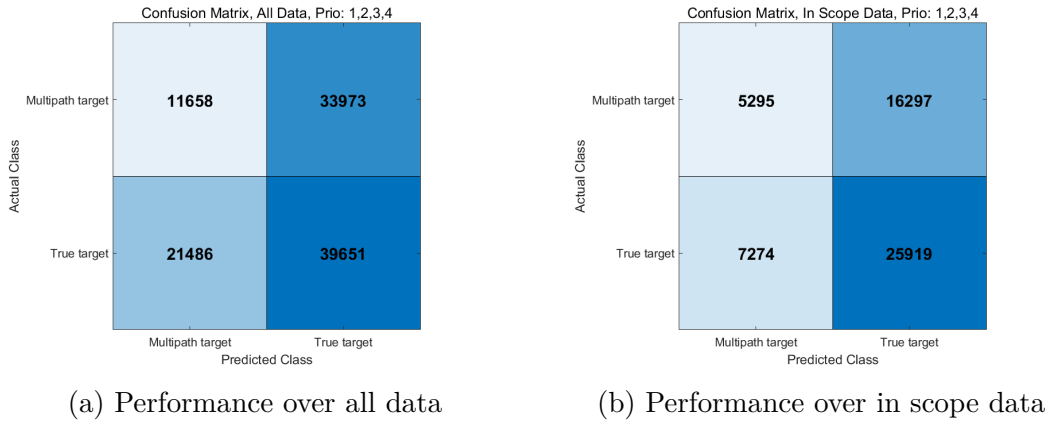 Confusion Matrix, All Data, Prio: 1,2,3,4
Multipath target
11658
33973
Actual Class
True target
21486
39651
Multipath target
True target
Predicted Class
(a) Performance over all data
Confusion Matrix, In Scope Data, Prio: 1,2,3,4
Multipath target
5295
16297
Actual Class
True target
7274
25919
Multipath target
True target
Predicted Class
(b) Performance over in scope data